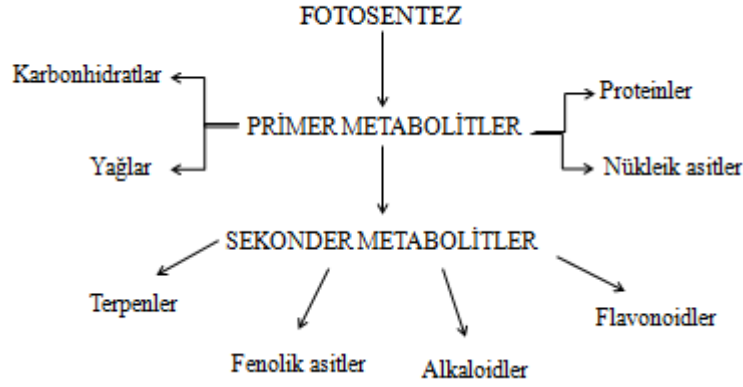 FOTOSENTEZ
Karbonhidratlar
Proteinler
PRİMER METABOLİTLER
Yağlar
Nükleik asitler
SEKONDER METABOLİTLER
Terpenler
Flavonoidler
Fenolik asitler
Alkaloidler